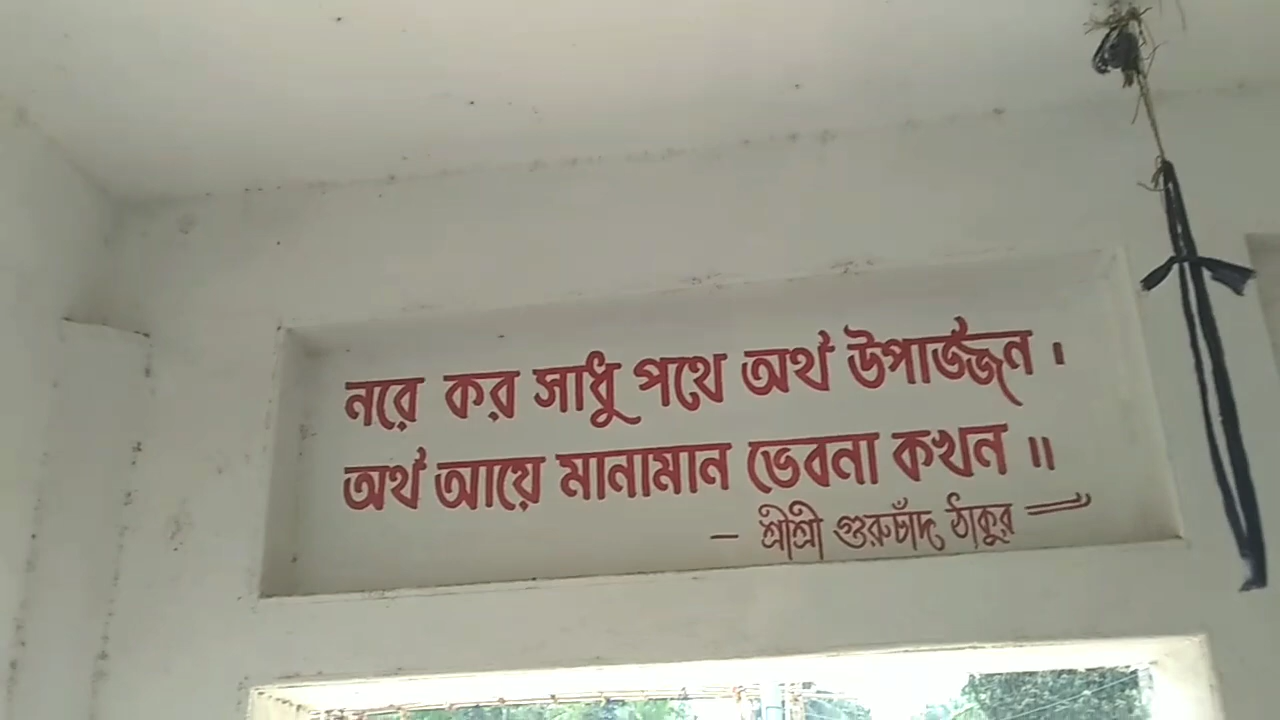 নরে কর সাধু পথে অর্থ উপার্জ্জন ।
অর্থ আয়ে মানামান ভেবনা কখন ॥
— শ্রীশ্রী গুরুচাঁদ ঠাকুর